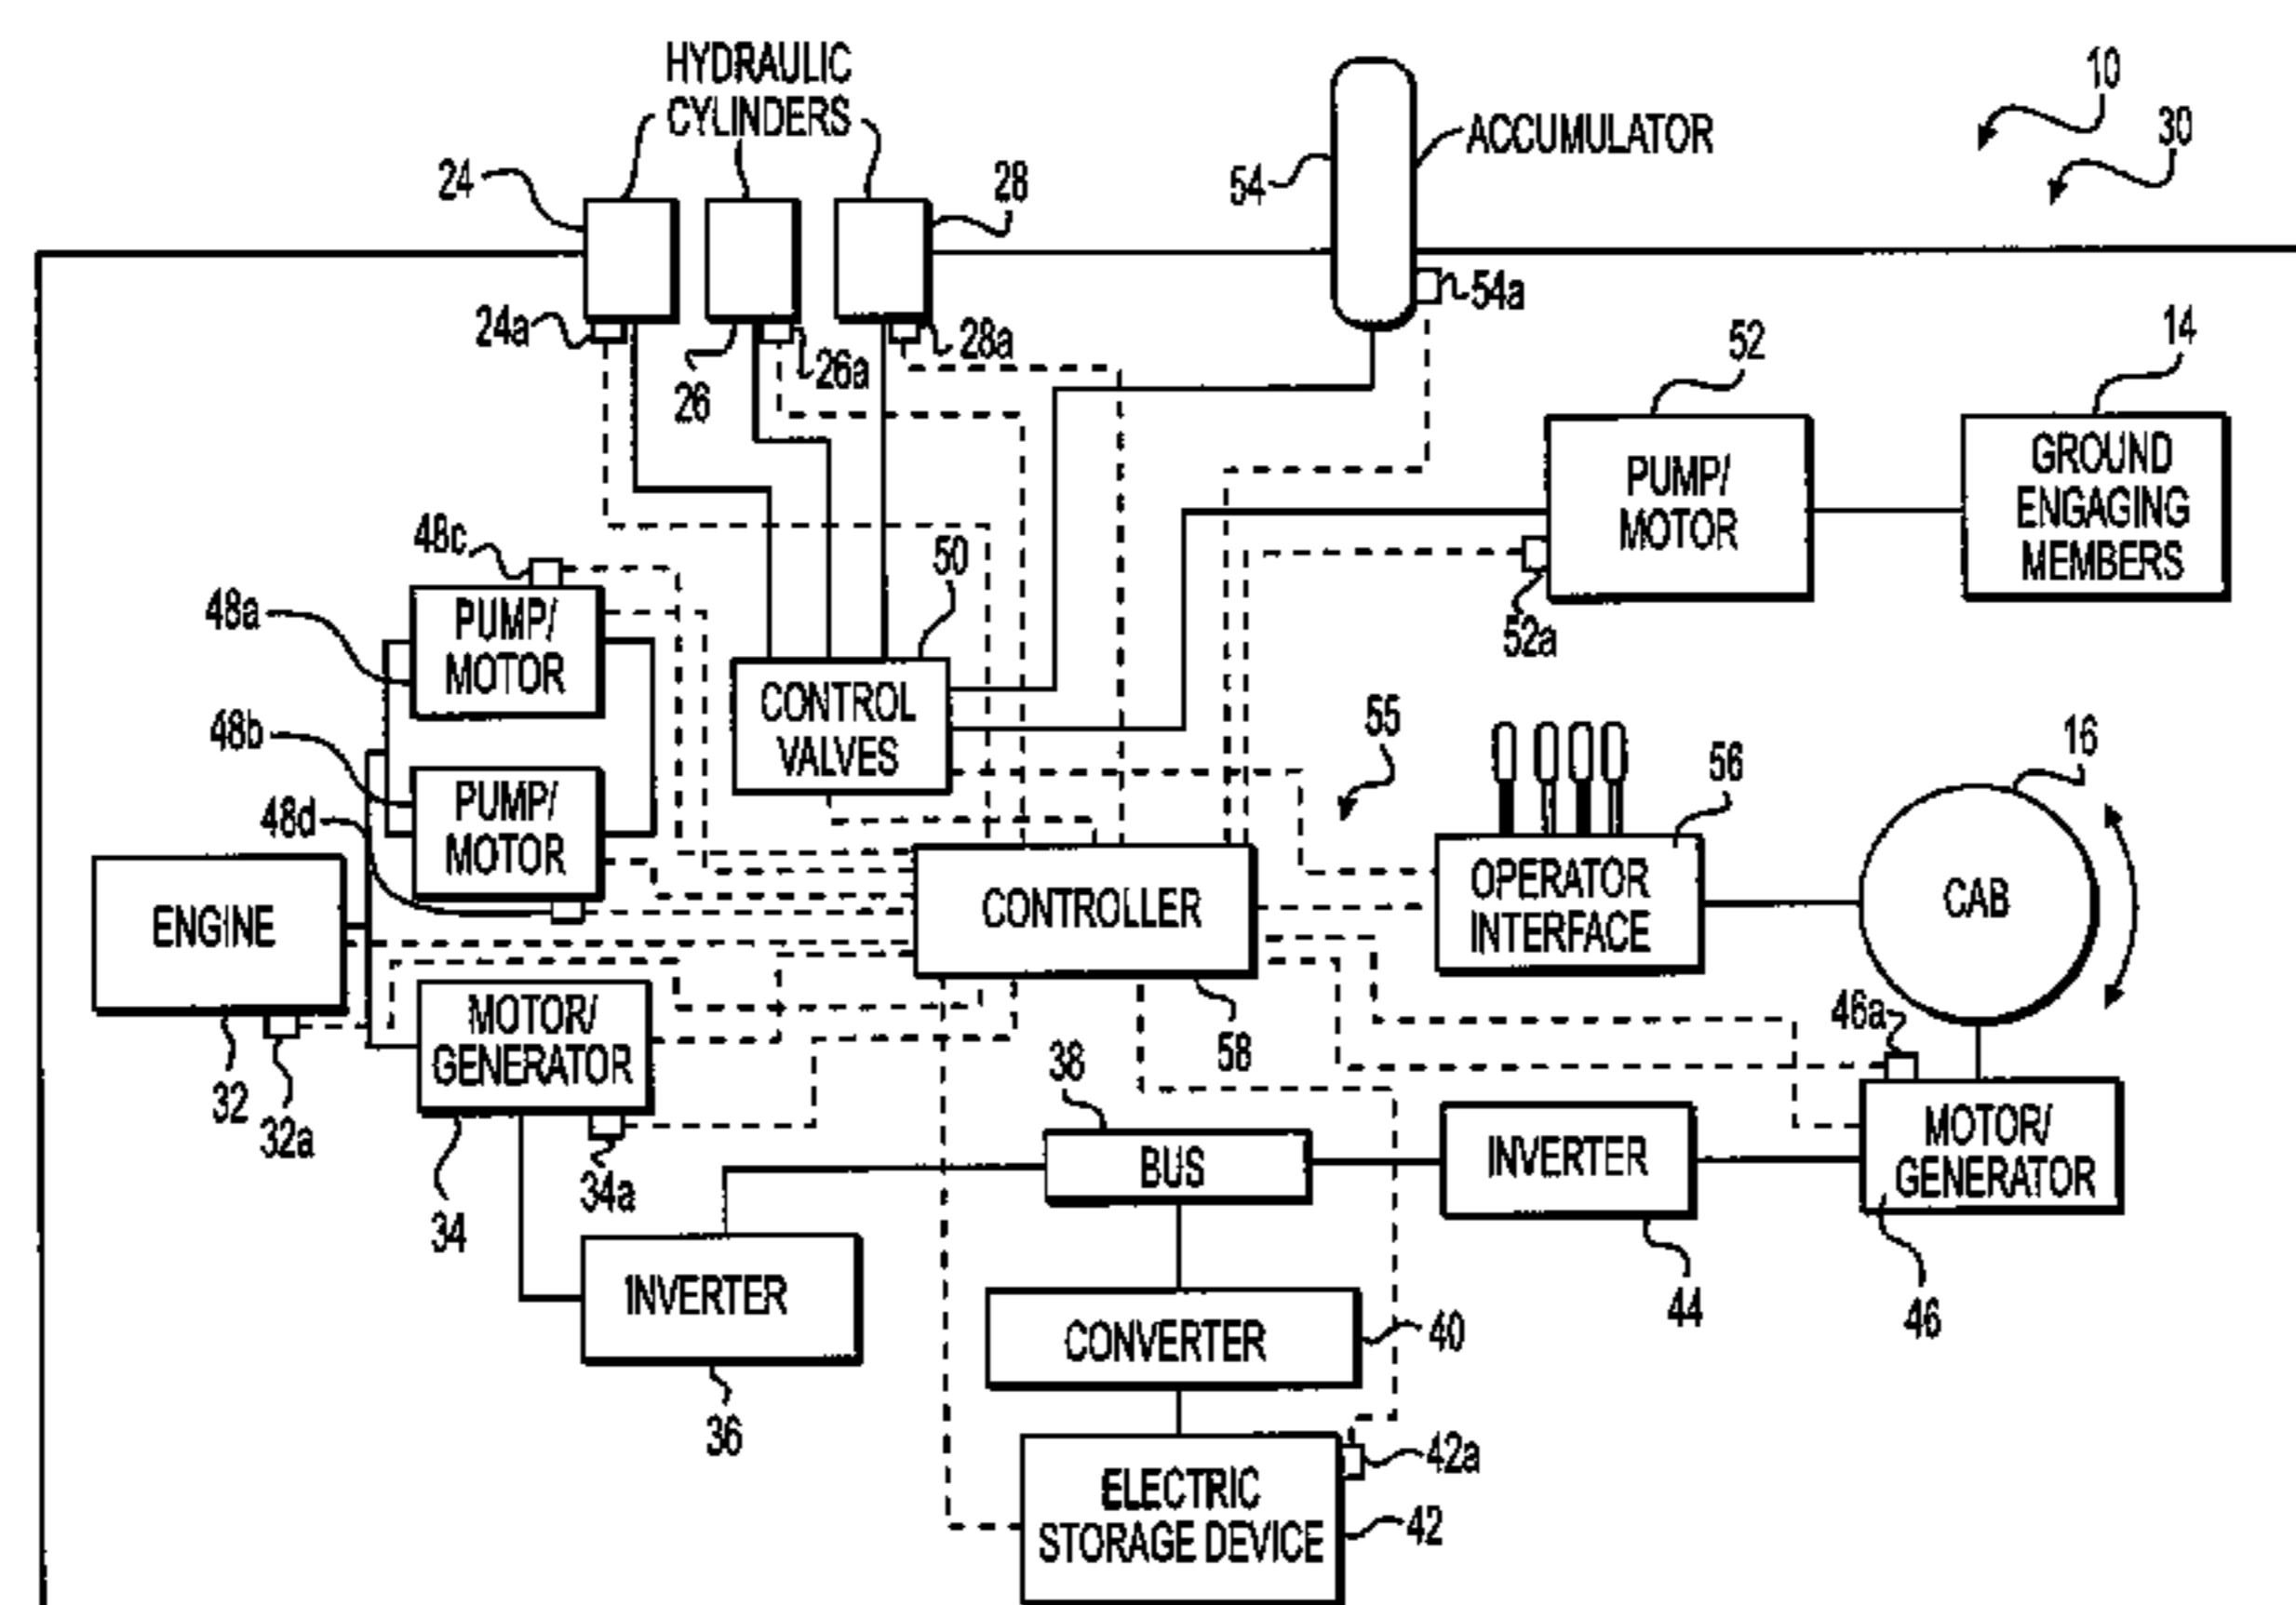 HYDRAULIC
CYLINDERS
ACCUMULATOR
10
30
24
28
54
24a
26
26a
28a
54a
52
14
PUMP/
MOTOR
GROUND
ENGAGING
MEMBERS
52a
48c
50
48a
PUMP/
MOTOR
48b
PUMP/
MOTOR
48d
CONTROL
VALVES
55
56
16
ENGINE
CONTROLLER
OPERATOR
INTERFACE
CAB
32
32a
MOTOR/
GENERATOR
34
34a
58
38
46a
BUS
INVERTER
MOTOR/
GENERATOR
INVERTER
36
44
46
CONVERTER
40
ELECTRIC
STORAGE DEVICE
42a
42